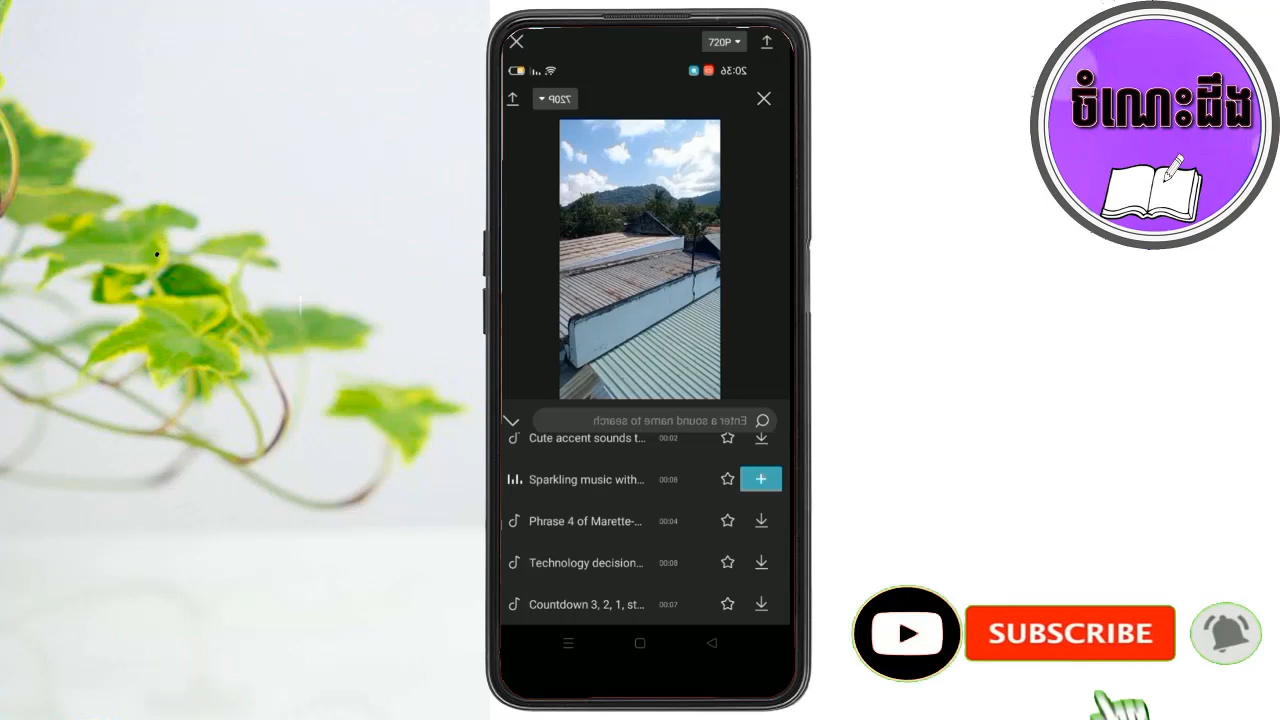 720P
20:36
720P
Enter a sound name to search
Cute accent sounds t... 00:02
Sparkling music with... 00:08
Phrase 4 of Marette-... 00:04
Technology decision... 00:08
Countdown 3, 2, 1, st... 00:07
ចំណេះដឹង
SUBSCRIBE